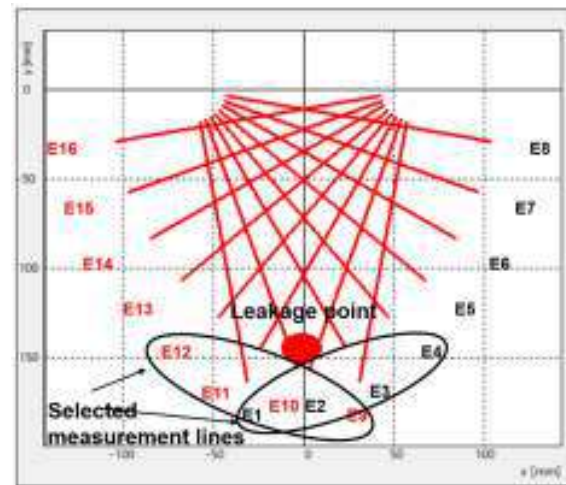 y [mm]
0
E16
E8
50
E15
E7
E14
E6
100
E13
E5
Leakage point
150
E12
E4
E11
E3
E1
E10
E2
E9
Selected
measurement lines
-100
-50
0
50
100
x [mm]